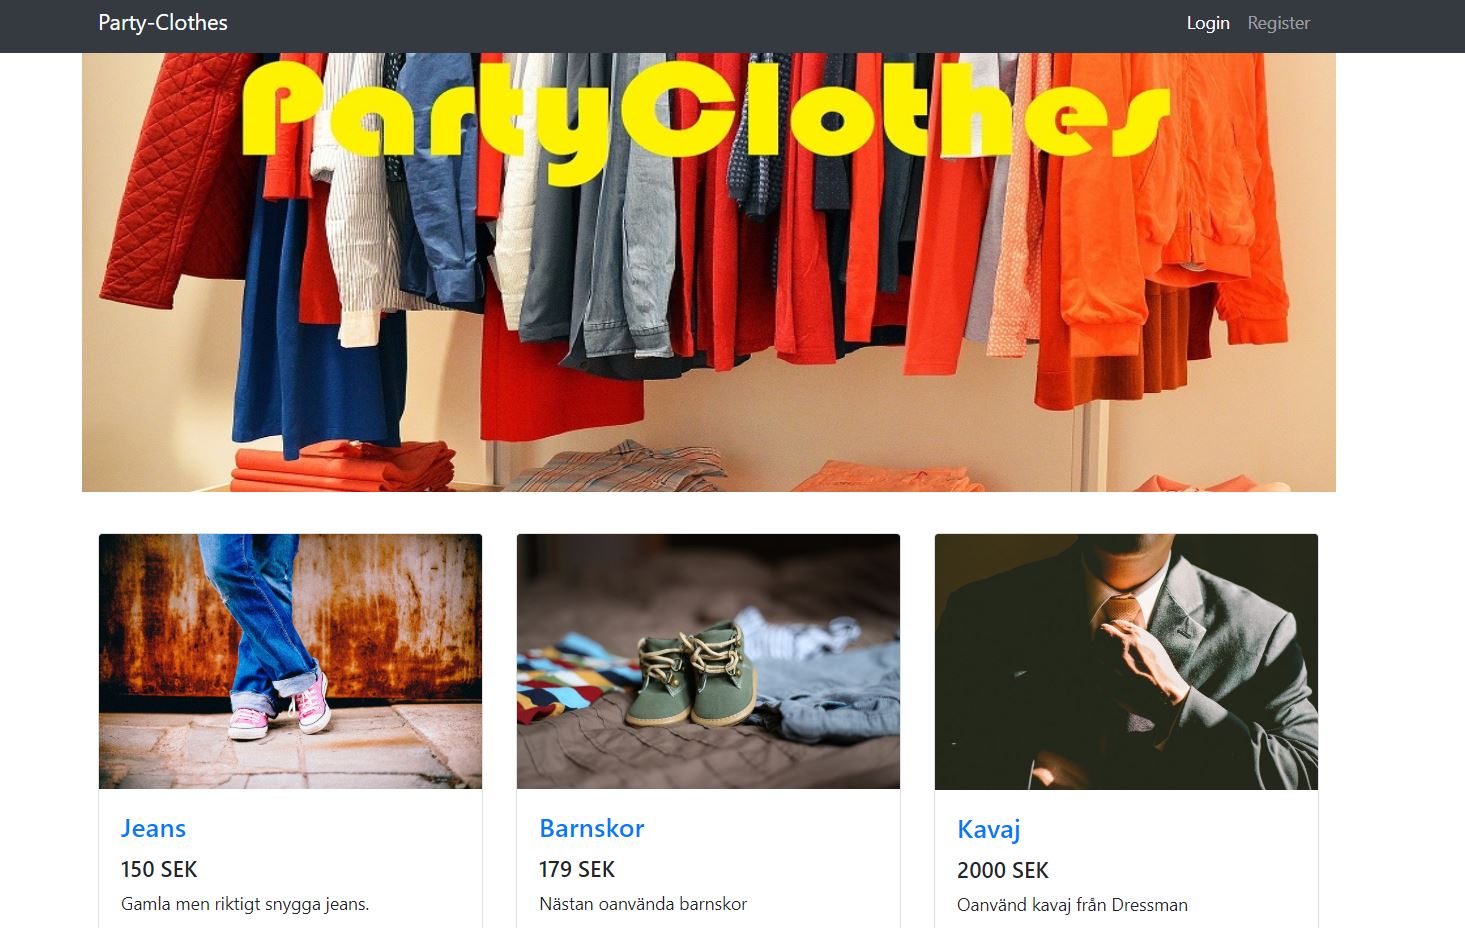 Party-Clothes
Login Register
PartyClothes
Jeans
150 SEK
Gamla men riktigt snygga jeans.
Barnskor
179 SEK
Nästan oanvända barnskor
Kavaj
2000 SEK
Oanvänd kavaj från Dressman